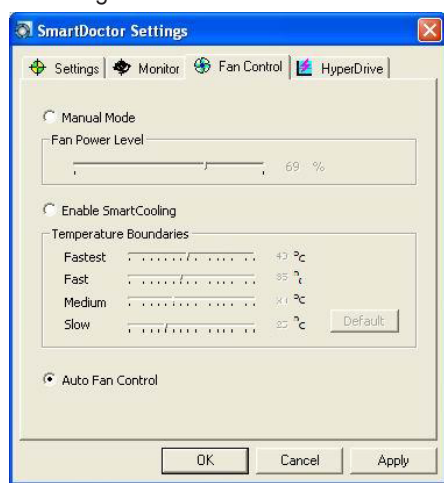 SmartDoctor Settings
Settings Monitor Fan Control HyperDrive
Manual Mode
Fan Power Level
69 %
Enable SmartCooling
Temperature Boundaries
Fastest °C
Fast
Medium °C
Slow °C Default
Auto Fan Control
OK Cancel Apply